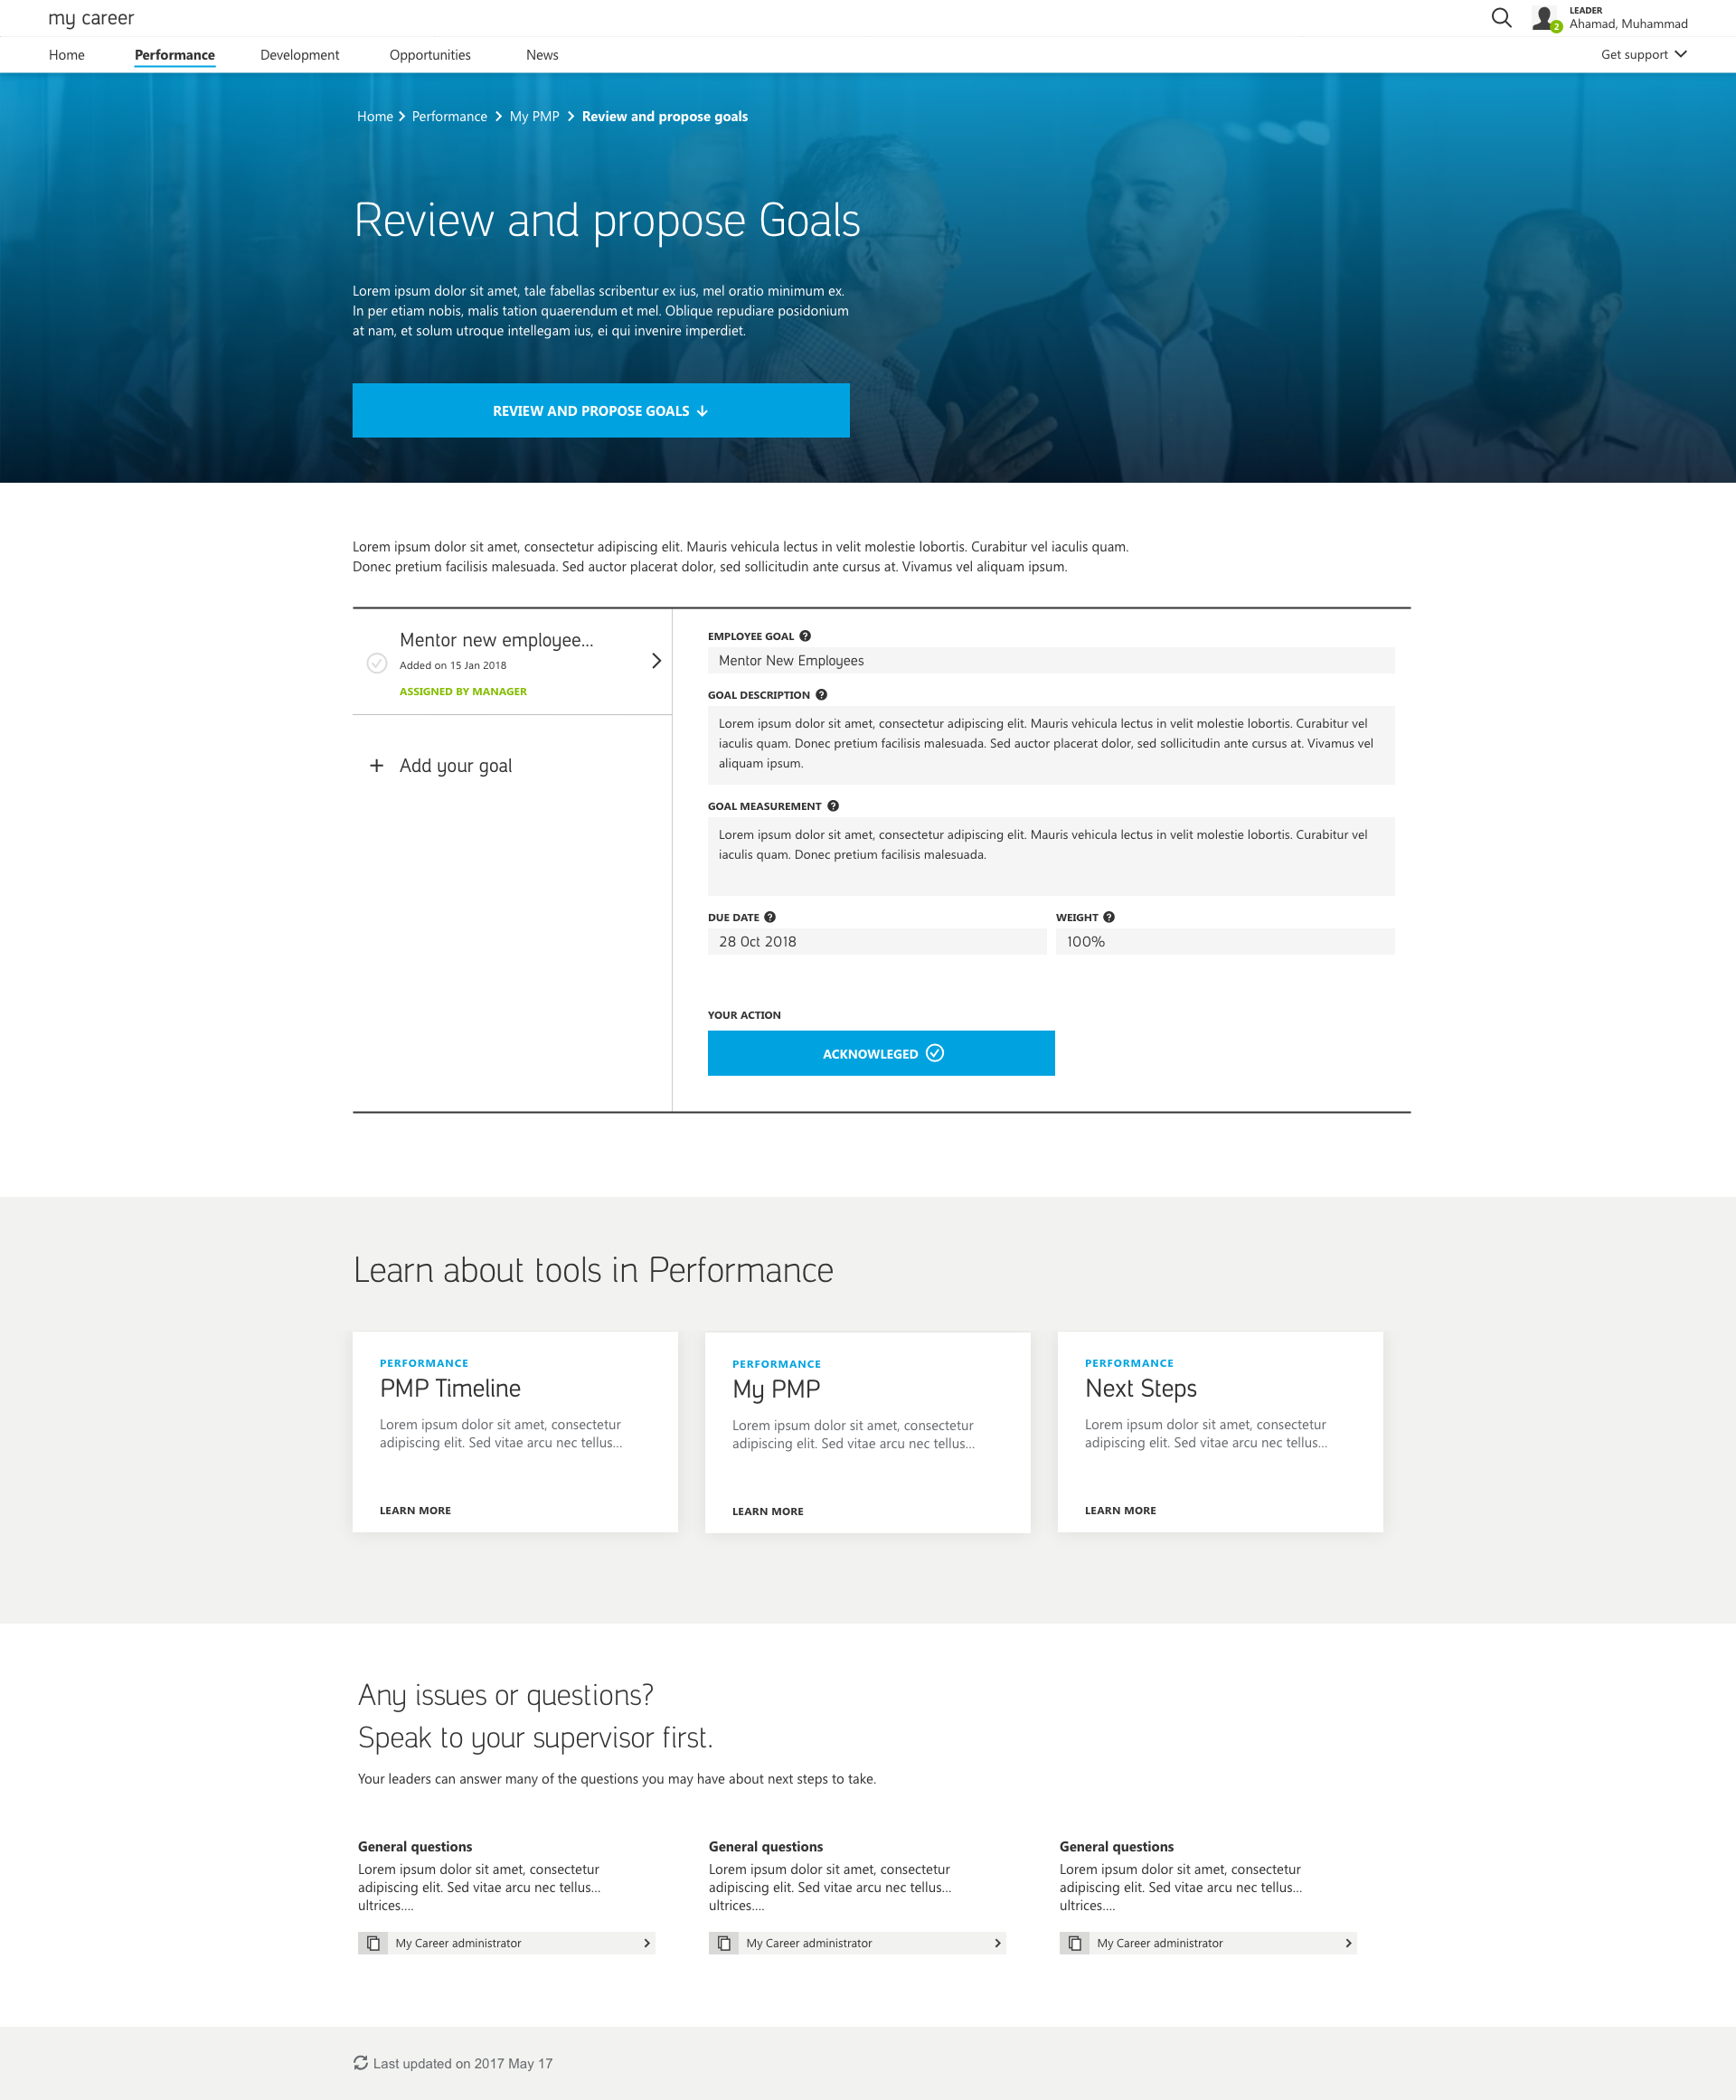 my career
LEADER
2
Ahamad, Muhammad
Home
Performance
Development
Opportunities
News
Get support
Home
Performance
My PMP
Review and propose goals
Review and propose Goals
Lorem ipsum dolor sit amet, tale fabellas scribentur ex ius, mel oratio minimum ex.
In per etiam nobis, malis tation quaerendum et mel. Oblique repudiare posidonium
at nam, et solum utroque intellegam ius, ei qui invenire imperdiet.
REVIEW AND PROPOSE GOALS
Lorem ipsum dolor sit amet, consectetur adipiscing elit. Mauris vehicula lectus in velit molestie lobortis. Curabitur vel iaculis quam.
Donec pretium facilisis malesuada. Sed auctor placerat dolor, sed sollicitudin ante cursus at. Vivamus vel aliquam ipsum.
Mentor new employee...
Added on 15 Jan 2018
ASSIGNED BY MANAGER
+ Add your goal
EMPLOYEE GOAL ?
Mentor New Employees
GOAL DESCRIPTION ?
Lorem ipsum dolor sit amet, consectetur adipiscing elit. Mauris vehicula lectus in velit molestie lobortis. Curabitur vel
iaculis quam. Donec pretium facilisis malesuada. Sed auctor placerat dolor, sed sollicitudin ante cursus at. Vivamus vel
aliquam ipsum.
GOAL MEASUREMENT ?
Lorem ipsum dolor sit amet, consectetur adipiscing elit. Mauris vehicula lectus in velit molestie lobortis. Curabitur vel
iaculis quam. Donec pretium facilisis malesuada.
DUE DATE ?
28 Oct 2018
WEIGHT ?
100%
YOUR ACTION
ACKNOWLEGED
Learn about tools in Performance
PERFORMANCE
PMP Timeline
Lorem ipsum dolor sit amet, consectetur
adipiscing elit. Sed vitae arcu nec tellus...
LEARN MORE
PERFORMANCE
My PMP
Lorem ipsum dolor sit amet, consectetur
adipiscing elit. Sed vitae arcu nec tellus...
LEARN MORE
PERFORMANCE
Next Steps
Lorem ipsum dolor sit amet, consectetur
adipiscing elit. Sed vitae arcu nec tellus...
LEARN MORE
Any issues or questions?
Speak to your supervisor first.
Your leaders can answer many of the questions you may have about next steps to take.
General questions
Lorem ipsum dolor sit amet, consectetur
adipiscing elit. Sed vitae arcu nec tellus...
ultrices....
My Career administrator
General questions
Lorem ipsum dolor sit amet, consectetur
adipiscing elit. Sed vitae arcu nec tellus...
ultrices....
My Career administrator
General questions
Lorem ipsum dolor sit amet, consectetur
adipiscing elit. Sed vitae arcu nec tellus...
ultrices....
My Career administrator
Last updated on 2017 May 17